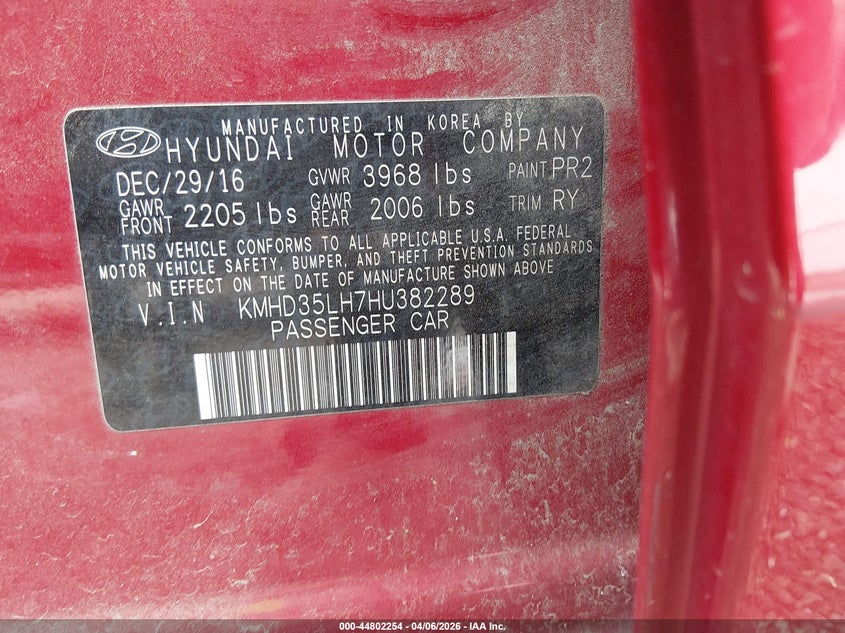 MANUFACTURED IN KOREA BY
HYUNDAI MOTOR COMPANY
DEC/29/16 GVWR 3968 lbs PAINT PR2
GAWR FRONT 2205 lbs GAWR REAR 2006 lbs TRIM RY
THIS VEHICLE CONFORMS TO ALL APPLICABLE U.S.A. FEDERAL
MOTOR VEHICLE SAFETY, BUMPER, AND THEFT PREVENTION STANDARDS
IN EFFECT ON THE DATE OF MANUFACTURE SHOWN ABOVE
V.I.N KMHD35LH7HU382289
PASSENGER CAR
000-44802254 - 04/06/2026 - IAA Inc.